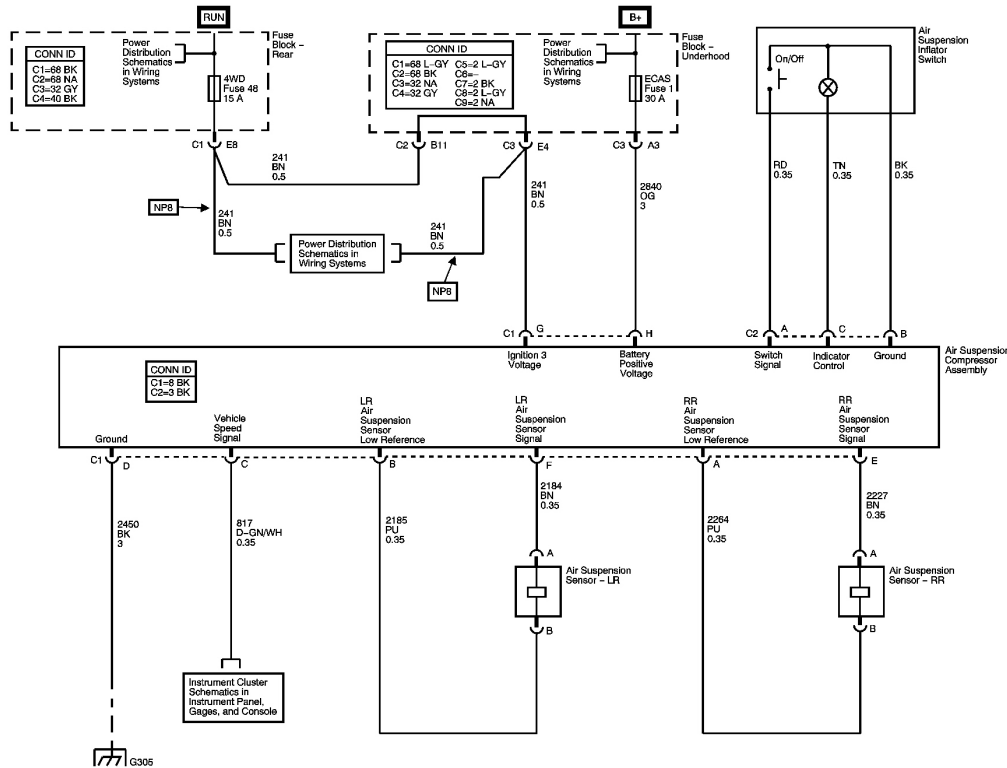 RUN
B+
CONN ID
C1=68 BK
C2=68 NA
C3=32 GY
C4=40 BK
Power
Distribution
Schematics
in Wiring
Systems
4WD
Fuse 48
15 A
Fuse
Block –
Rear
CONN ID
C1=68 L-GY C5=2 L-GY
C2=68 BK C6=–
C3=32 NA C7=2 BK
C4=32 GY C8=2 L-GY
C9=2 NA
Power
Distribution
Schematics
in Wiring
Systems
ECAS
Fuse 1
30 A
Fuse
Block –
Underhood
On/Off
Air
Suspension
Inflator
Switch
C1 E8
C2 B11
C3 E4
C3 A3
241
BN
0.5
241
BN
0.5
2840
OG
3
RD
0.35
TN
0.35
BK
0.35
NP8
241
BN
0.5
Power Distribution
Schematics in
Wiring Systems
241
BN
0.5
NP8
C1 G
H
C2 A
C
B
Ignition 3
Voltage
Battery
Positive
Voltage
Switch
Signal
Indicator
Control
Ground
Air Suspension
Compressor
Assembly
CONN ID
C1=8 BK
C2=3 BK
Ground
Vehicle
Speed
Signal
LR
Air
Suspension
Sensor
Low Reference
LR
Air
Suspension
Sensor
Signal
RR
Air
Suspension
Sensor
Low Reference
RR
Air
Suspension
Sensor
Signal
C1 D
C
B
F
A
E
2450
BK
3
817
D-GN/WH
0.35
2185
PU
0.35
2184
BN
0.35
2264
PU
0.35
2227
BN
0.35
A
Air Suspension
Sensor – LR
B
A
Air Suspension
Sensor – RR
B
Instrument Cluster
Schematics in
Instrument Panel,
Gages, and Console
G305